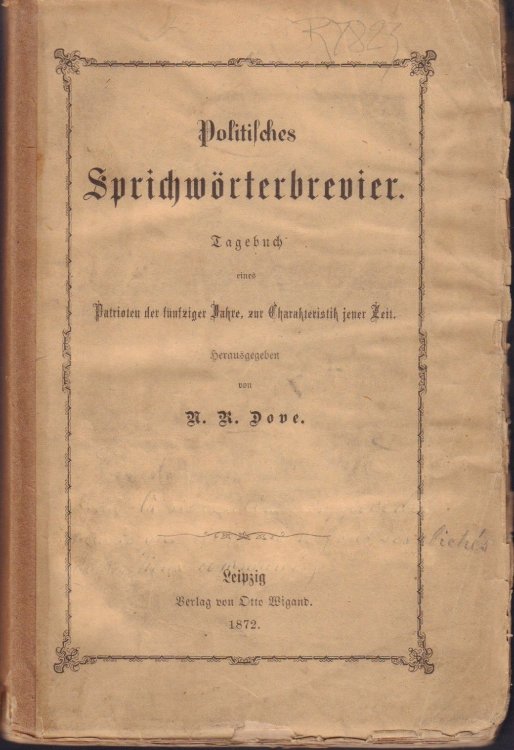 R7823
Politiſches
Sprichwörterbrevier.
Tagebuch
eines
Patrioten der fünfziger Jahre, zur Charakteristik jener Zeit.
Herausgegeben
von
N. R. Dove.
Leipzig
Verlag von Otto Wigand.
1872.